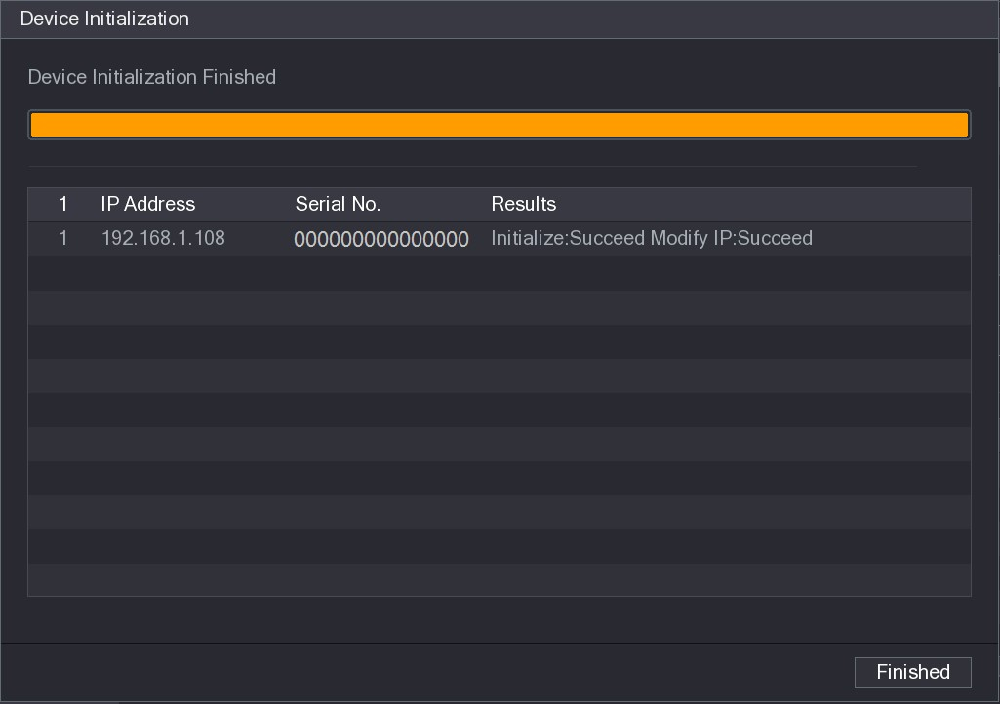 Device Initialization
Device Initialization Finished
1 IP Address Serial No. Results
1 192.168.1.108 000000000000000 Initialize:Succeed Modify IP:Succeed
Finished